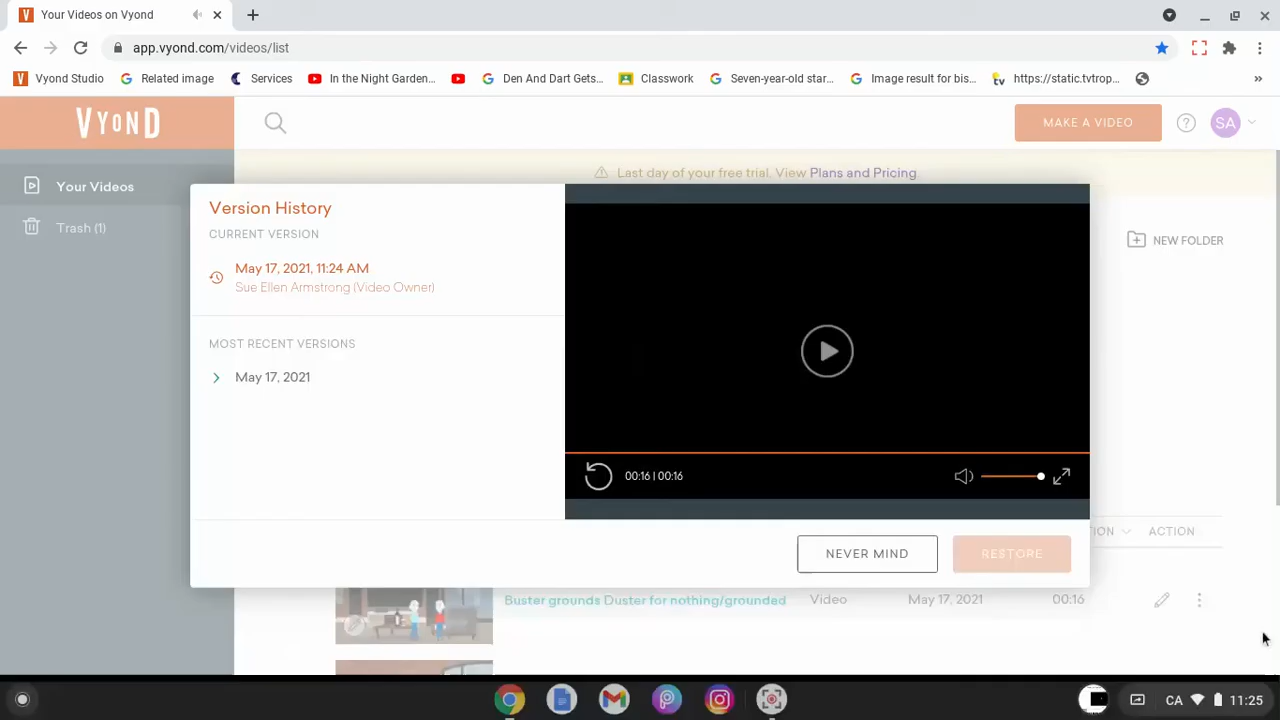 Your Videos on Vyond
app.vyond.com/videos/list
Vyond Studio
Related image
Services
In the Night Garden...
Den And Dart Gets...
Classwork
Seven-year-old star...
Image result for bis...
https://static.tvtrop...
»
VYOND
MAKE A VIDEO
?
SA
Your Videos
Last day of your free trial. View Plans and Pricing.
Trash (1)
Version History
CURRENT VERSION
NEW FOLDER
May 17, 2021, 11:24 AM
Sue Ellen Armstrong (Video Owner)
MOST RECENT VERSIONS
May 17, 2021
00:16 | 00:16
ACTION
NEVER MIND
RESTORE
Buster grounds Duster for nothing/grounded
Video
May 17, 2021
00:16
CA
11:25